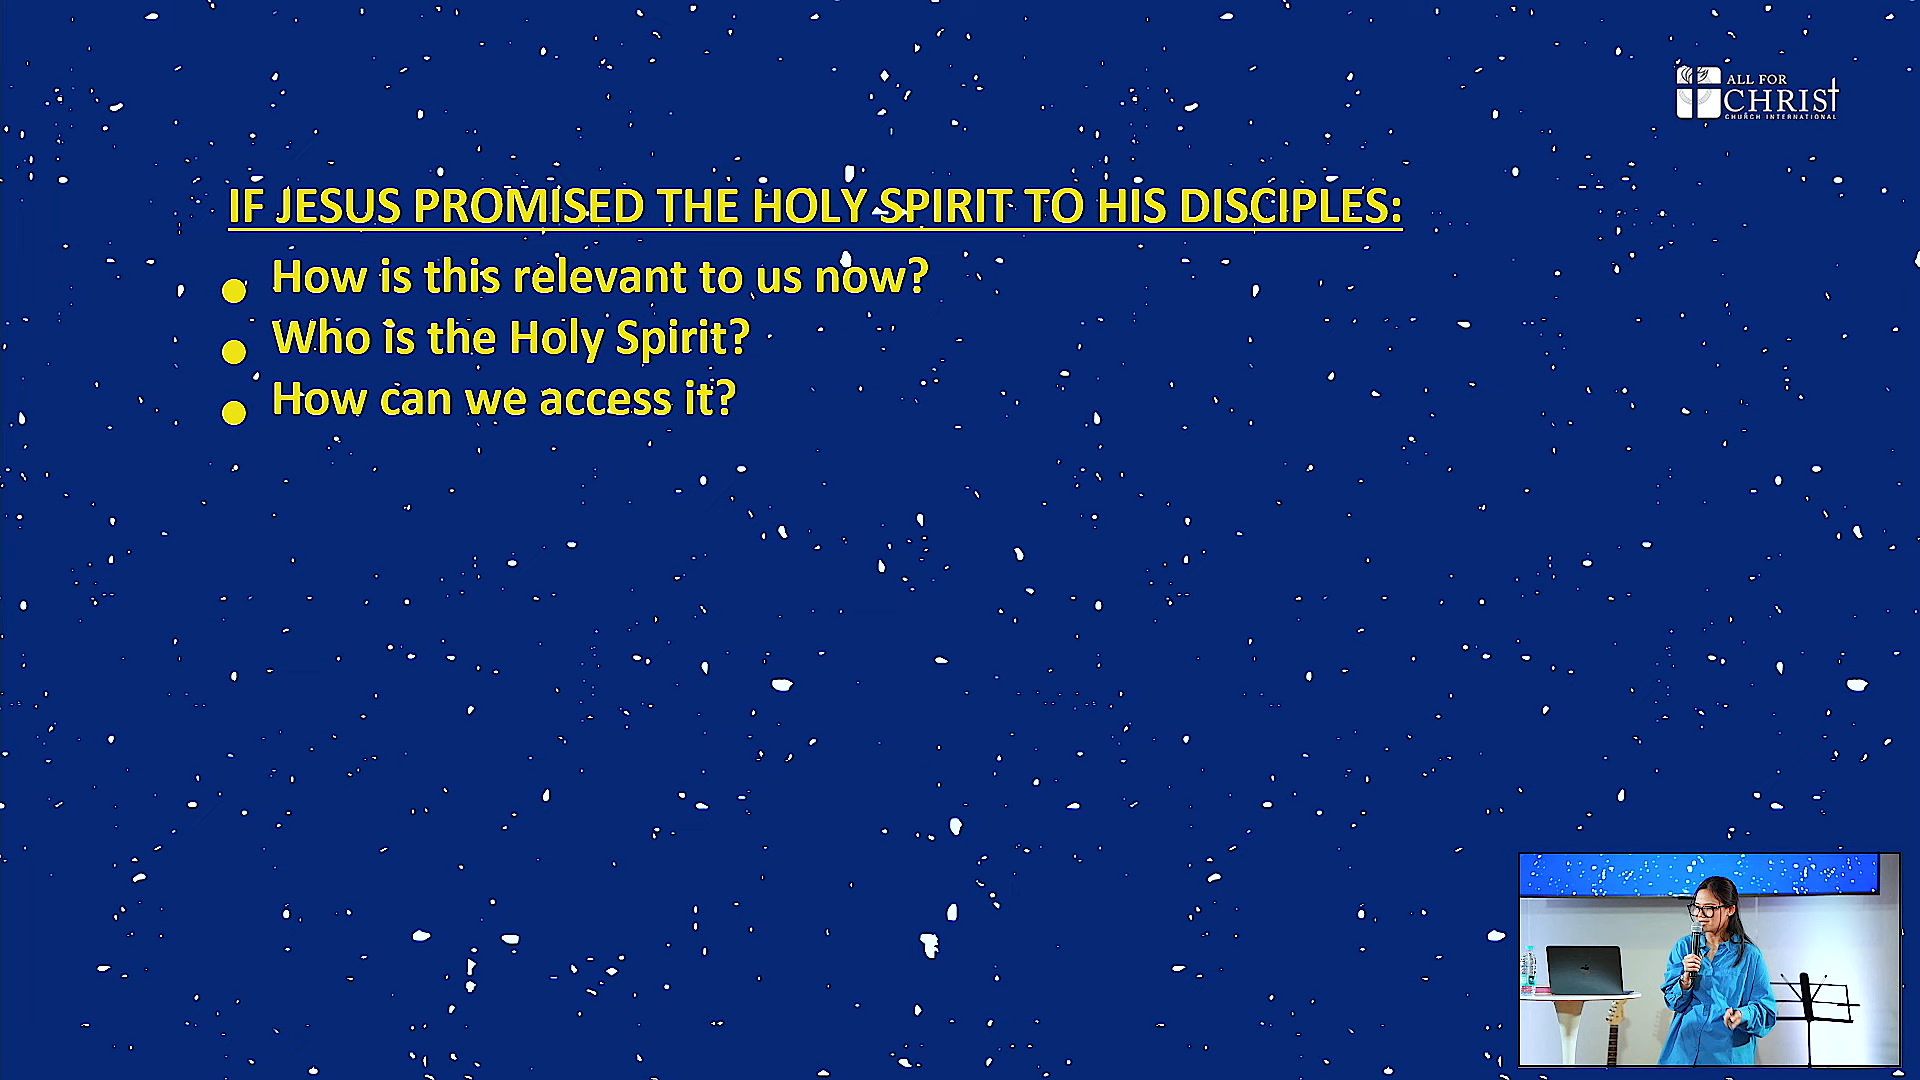 ALL FOR
CHRIST
CHURCH INTERNATIONAL
IF JESUS PROMISED THE HOLY SPIRIT TO HIS DISCIPLES:
How is this relevant to us now?
Who is the Holy Spirit?
How can we access it?